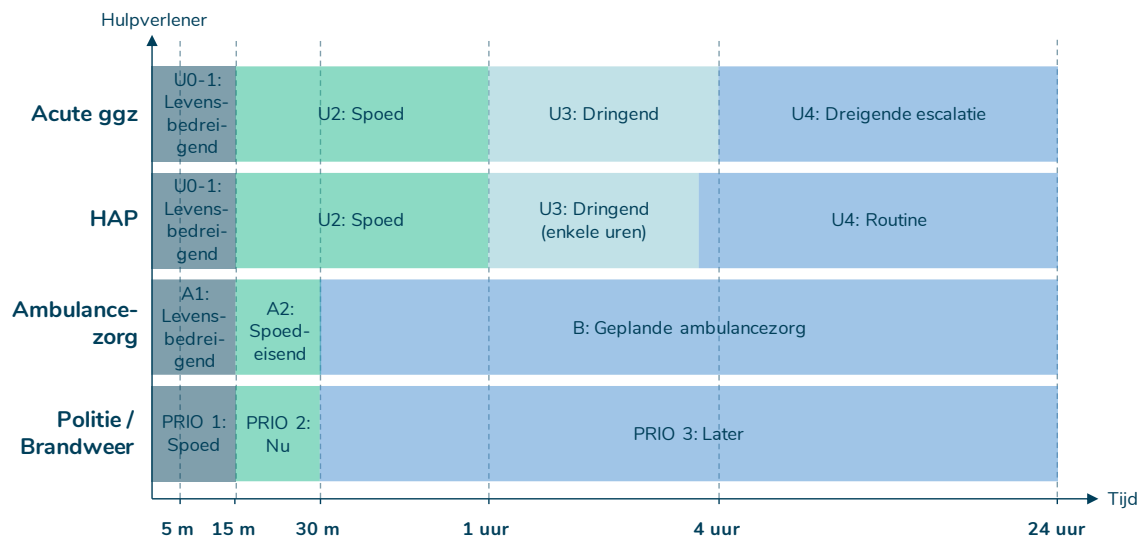 Hulpverlener
Acute ggz
U0-1:
Levens-
bedrei-
gend
U2: Spoed
U3: Dringend
U4: Dreigende escalatie
HAP
U0-1:
Levens-
bedrei-
gend
U2: Spoed
U3: Dringend
(enkele uren)
U4: Routine
Ambulance-
zorg
A1:
Levens-
bedrei-
gend
A2:
Spoed-
eisend
B: Geplande ambulancezorg
Politie /
Brandweer
PRIO 1:
Spoed
PRIO 2:
Nu
PRIO 3: Later
Tijd
5 m
15 m
30 m
1 uur
4 uur
24 uur